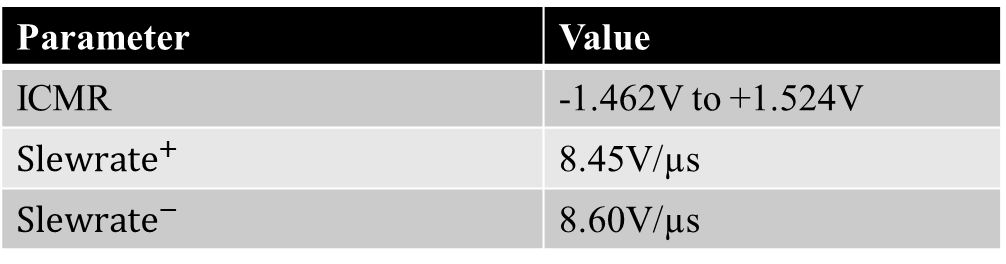 Parameter Value
ICMR -1.462V to +1.524V
Slewrate⁺ 8.45V/µs
Slewrate⁻ 8.60V/µs